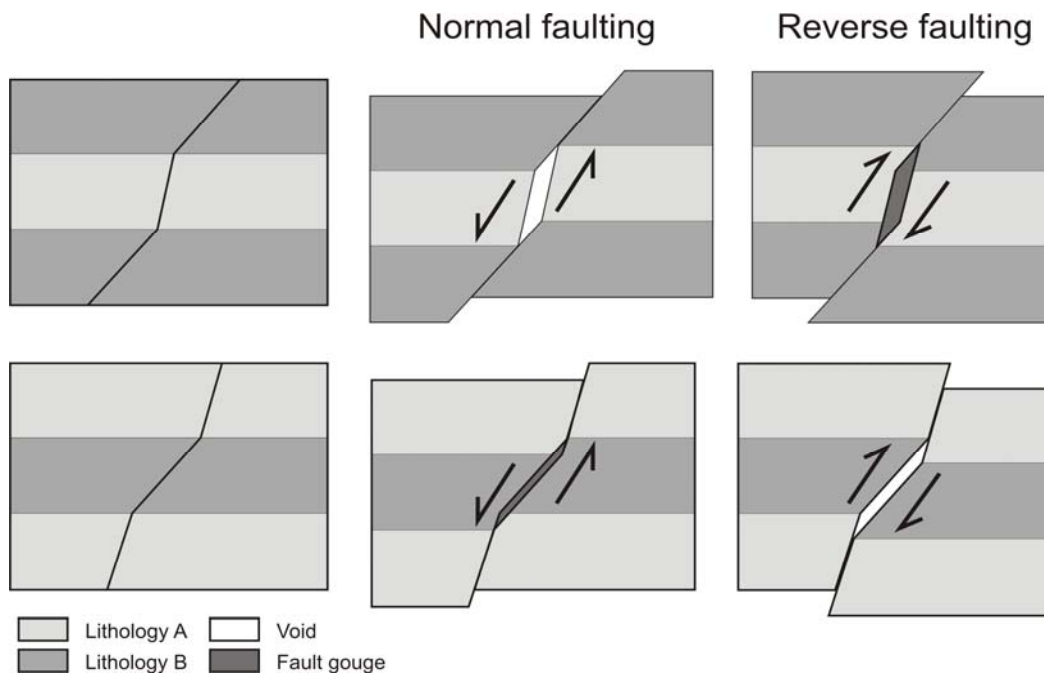 Normal faulting
Reverse faulting
Lithology A
Void
Lithology B
Fault gouge